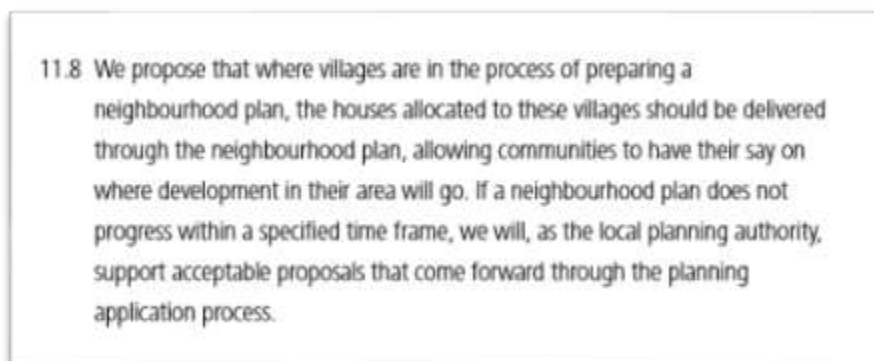 11.8 We propose that where villages are in the process of preparing a
neighbourhood plan, the houses allocated to these villages should be delivered
through the neighbourhood plan, allowing communities to have their say on
where development in their area will go. If a neighbourhood plan does not
progress within a specified time frame, we will, as the local planning authority,
support acceptable proposals that come forward through the planning
application process.